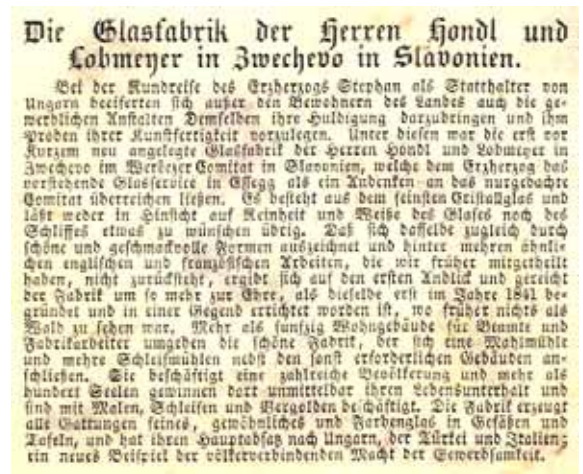 Die Glasfabrik der Herren Hondl und
Lobmeyer in Zwechevo in Slavonien.
Bei der Rundreise des Erzherzogs Stephan als Statthalter von
Ungarn beeiferten sich außer den Bewohnern des Landes auch die ge-
werblichen Anstalten Demselben ihre Huldigung darzubringen und ihm
Proben ihrer Kunstfertigkeit vorzulegen. Unter diesen war die erst vor
Kurzem neu angelegte Glasfabrik der Herren Hondl und Lobmeyer in
Zwechevo im Comitat in Slavonien, welche dem Erzherzog das
vorstehende Glasservice in Essegg als ein Andenken an das nurgedachte
Comitat überreichen ließen. Es besteht aus dem feinsten Cristallglas und
läßt weder in Hinsicht auf Reinheit und Weiße des Glases noch des
Schliffes etwas zu wünschen übrig. Daß sich dasselbe zugleich durch
schöne und geschmackvolle Formen auszeichnet und hinter mehren ähnli-
chen englischen und französischen Arbeiten, die wir früher mitgetheilt
haben, nicht zurücksteht, ergibt sich auf den ersten Anblick und gereicht
der Fabrik um so mehr zur Ehre, als dieselbe erst im Jahre 1841 be-
gründet und in einer Gegend errichtet worden ist, wo früher nichts als
Wald zu sehen war. Mehr als funfzig Wohngebäude für Beamte und
Fabrikarbeiter umgeben die schöne Fabrik, der sich eine Mahlmühle
und mehre Schleifmühlen nebst den sonst erforderlichen Gebäuden an-
schließen. Sie beschäftigt eine zahlreiche Bevölkerung und mehr als
hundert Seelen gewinnen dort unmittelbar ihren Lebensunterhalt und
sind mit Malen, Schleifen und Vergolden beschäftigt. Die Fabrik erzeugt
alle Gattungen feines, gewöhnliches und Farbenglas in Gefäßen und
Tafeln, und hat ihren Hauptabsatz nach Ungarn, der Türkei und Italien;
ein neues Beispiel der völkerverbindenden Macht der Gewerbsamkeit.